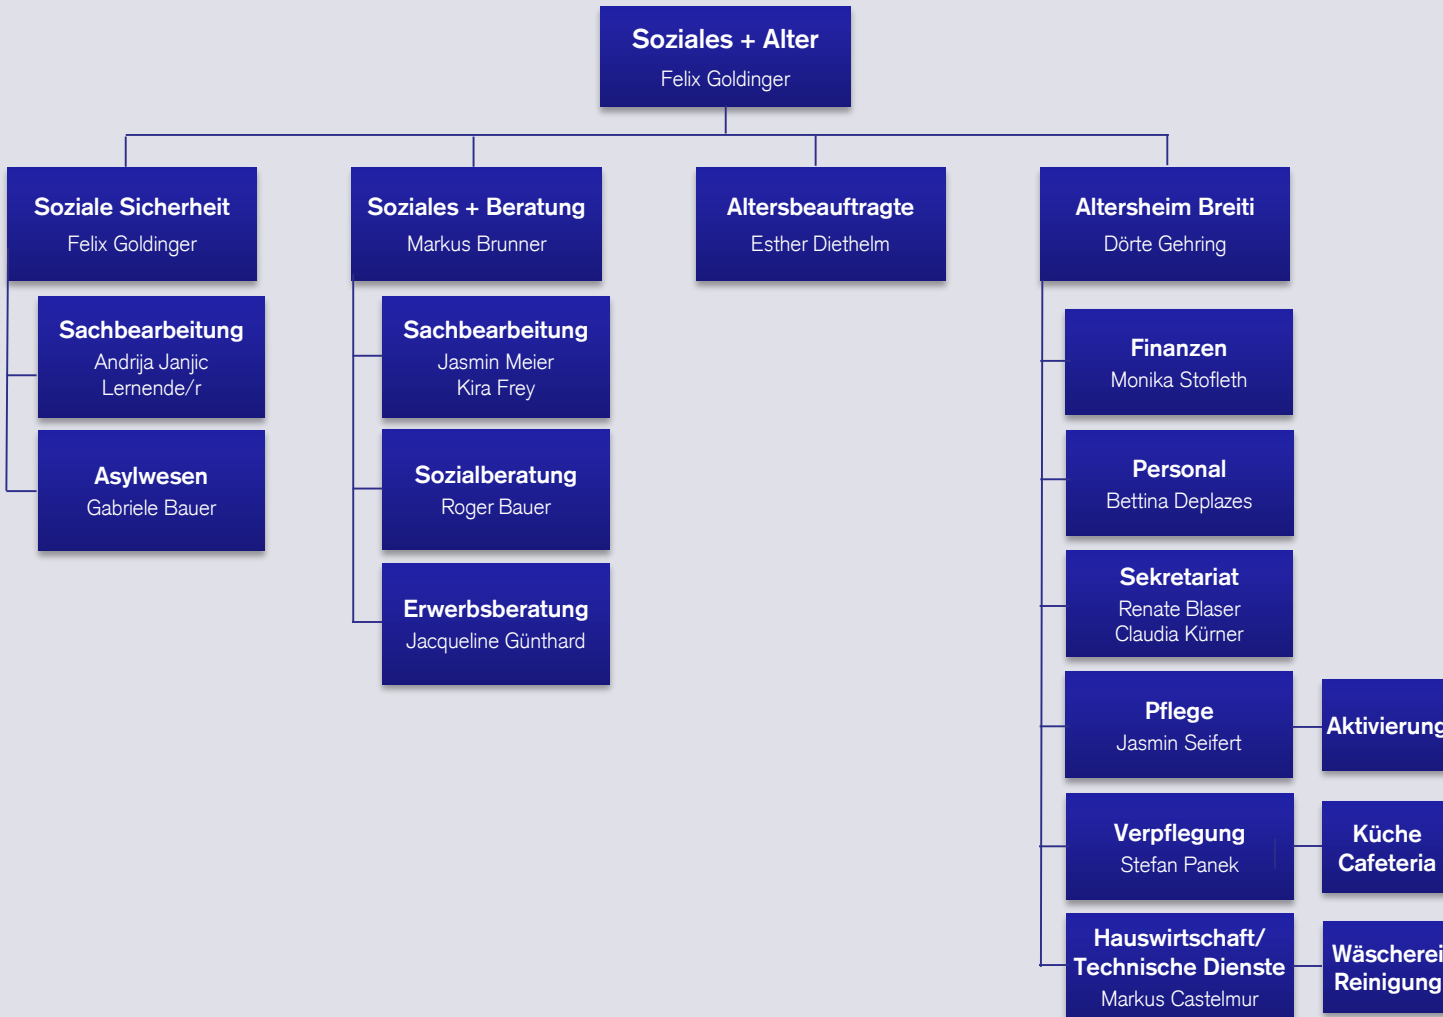 Soziales + Alter
Felix Goldinger
Soziale Sicherheit
Felix Goldinger
Sachbearbeitung
Andrija Janjic
Lernende/r
Asylwesen
Gabriele Bauer
Soziales + Beratung
Markus Brunner
Sachbearbeitung
Jasmin Meier
Kira Frey
Sozialberatung
Roger Bauer
Erwerbsberatung
Jacqueline Günthard
Altersbeauftragte
Esther Diethelm
Altersheim Breiti
Dörte Gehring
Finanzen
Monika Stofleth
Personal
Bettina Deplazes
Sekretariat
Renate Blaser
Claudia Kürner
Pflege
Jasmin Seifert
Aktivierung
Verpflegung
Stefan Panek
Küche
Cafeteria
Hauswirtschaft/
Technische Dienste
Markus Castelmur
Wäscherei
Reinigung